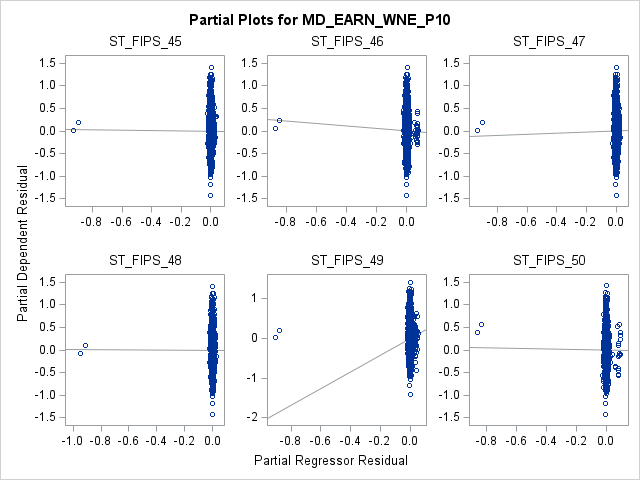 Partial Plots for MD_EARN_WNE_P10
ST_FIPS_45 ST_FIPS_46 ST_FIPS_47
1.5 1.5 1.5
1.0 1.0 1.0
0.5 0.5 0.5
0.0 0.0 0.0
-0.5 -0.5 -0.5
-1.0 -1.0 -1.0
-1.5 -1.5 -1.5
-0.8 -0.6 -0.4 -0.2 0.0 -0.8 -0.6 -0.4 -0.2 0.0 -0.8 -0.6 -0.4 -0.2 0.0
Partial Dependent Residual
ST_FIPS_48 ST_FIPS_49 ST_FIPS_50
1.5 1 1.5
1.0 0 1.0
0.5 -1 0.5
0.0 -2 0.0
-0.5 -0.5
-1.0 -1.0
-1.5 -1.5
-1.0 -0.8 -0.6 -0.4 -0.2 0.0 -0.8 -0.6 -0.4 -0.2 0.0 -0.8 -0.6 -0.4 -0.2 0.0
Partial Regressor Residual